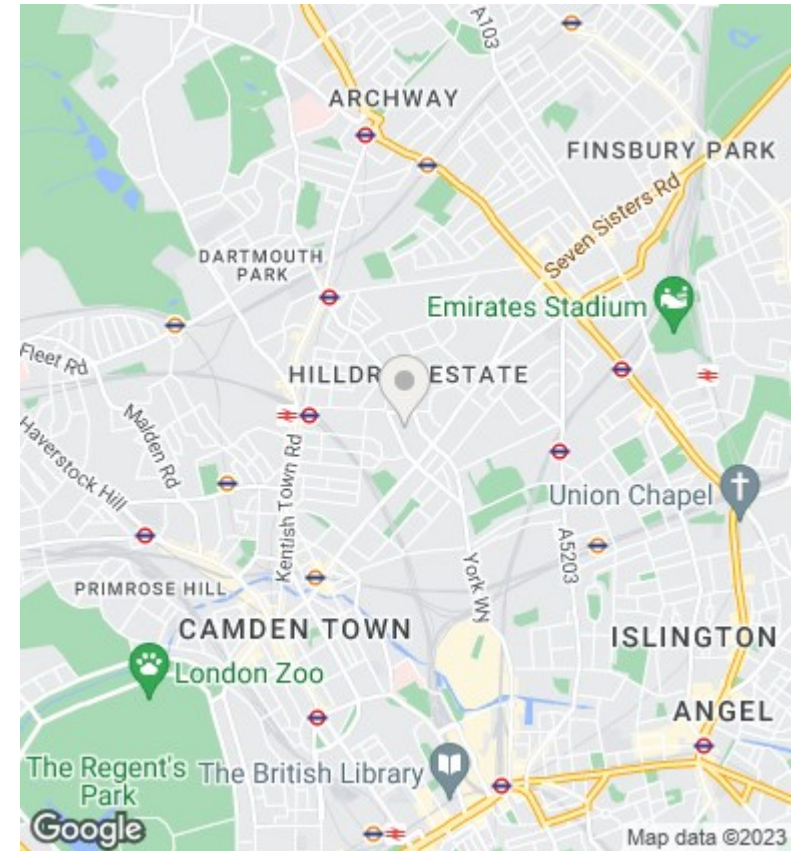 A103
ARCHWAY
FINSBURY PARK
Seven Sisters Rd
DARTMOUTH
PARK
Emirates Stadium
Fleet Rd
HILLDR ESTATE
Malden Rd
Haverstock Hill
Kentish Town Rd
Union Chapel
A5203
York Wy
PRIMROSE HILL
CAMDEN TOWN
ISLINGTON
London Zoo
ANGEL
The Regent's
Park
The British Library
Google
Map data ©2023